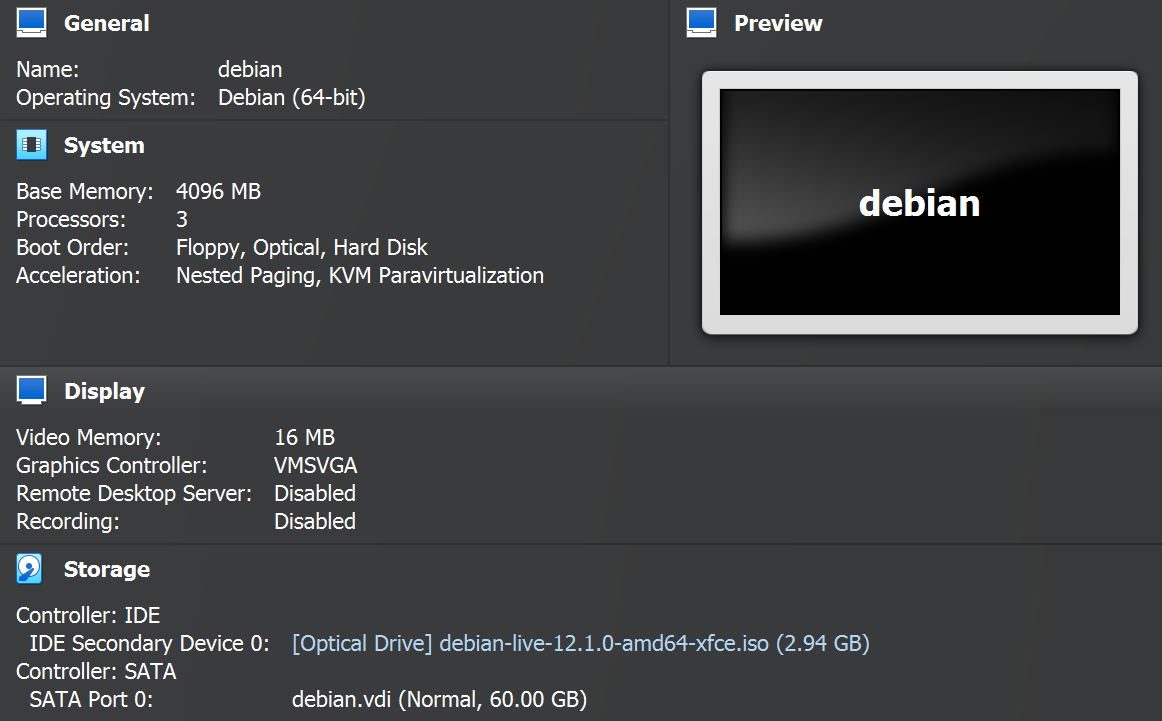 General
Name: debian
Operating System: Debian (64-bit)
System
Base Memory: 4096 MB
Processors: 3
Boot Order: Floppy, Optical, Hard Disk
Acceleration: Nested Paging, KVM Paravirtualization
Preview
debian
Display
Video Memory: 16 MB
Graphics Controller: VMSVGA
Remote Desktop Server: Disabled
Recording: Disabled
Storage
Controller: IDE
IDE Secondary Device 0: [Optical Drive] debian-live-12.1.0-amd64-xfce.iso (2.94 GB)
Controller: SATA
SATA Port 0: debian.vdi (Normal, 60.00 GB)